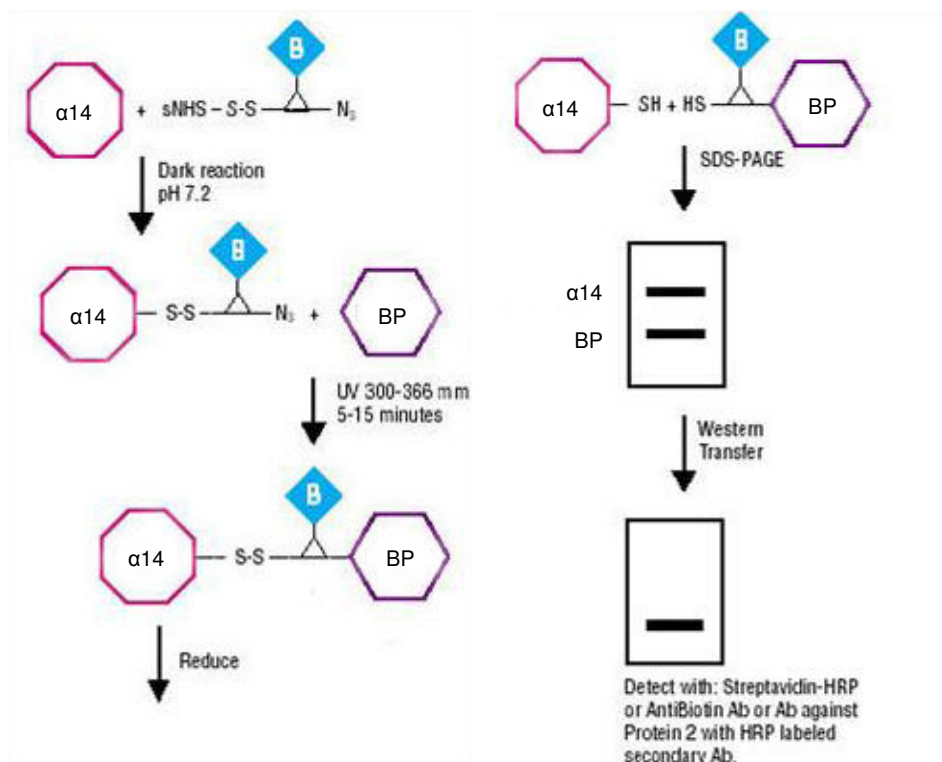 B
α14 + sNHS – S-S N₃
Dark reaction
pH 7.2
B
α14 S-S N₃ + BP
UV 300-366 mm
5-15 minutes
B
α14 S-S BP
Reduce
B
α14 SH + HS BP
SDS-PAGE
α14
BP
Western
Transfer
Detect with: Streptavidin-HRP
or AntiBiotin Ab or Ab against
Protein 2 with HRP labeled
secondary Ab.